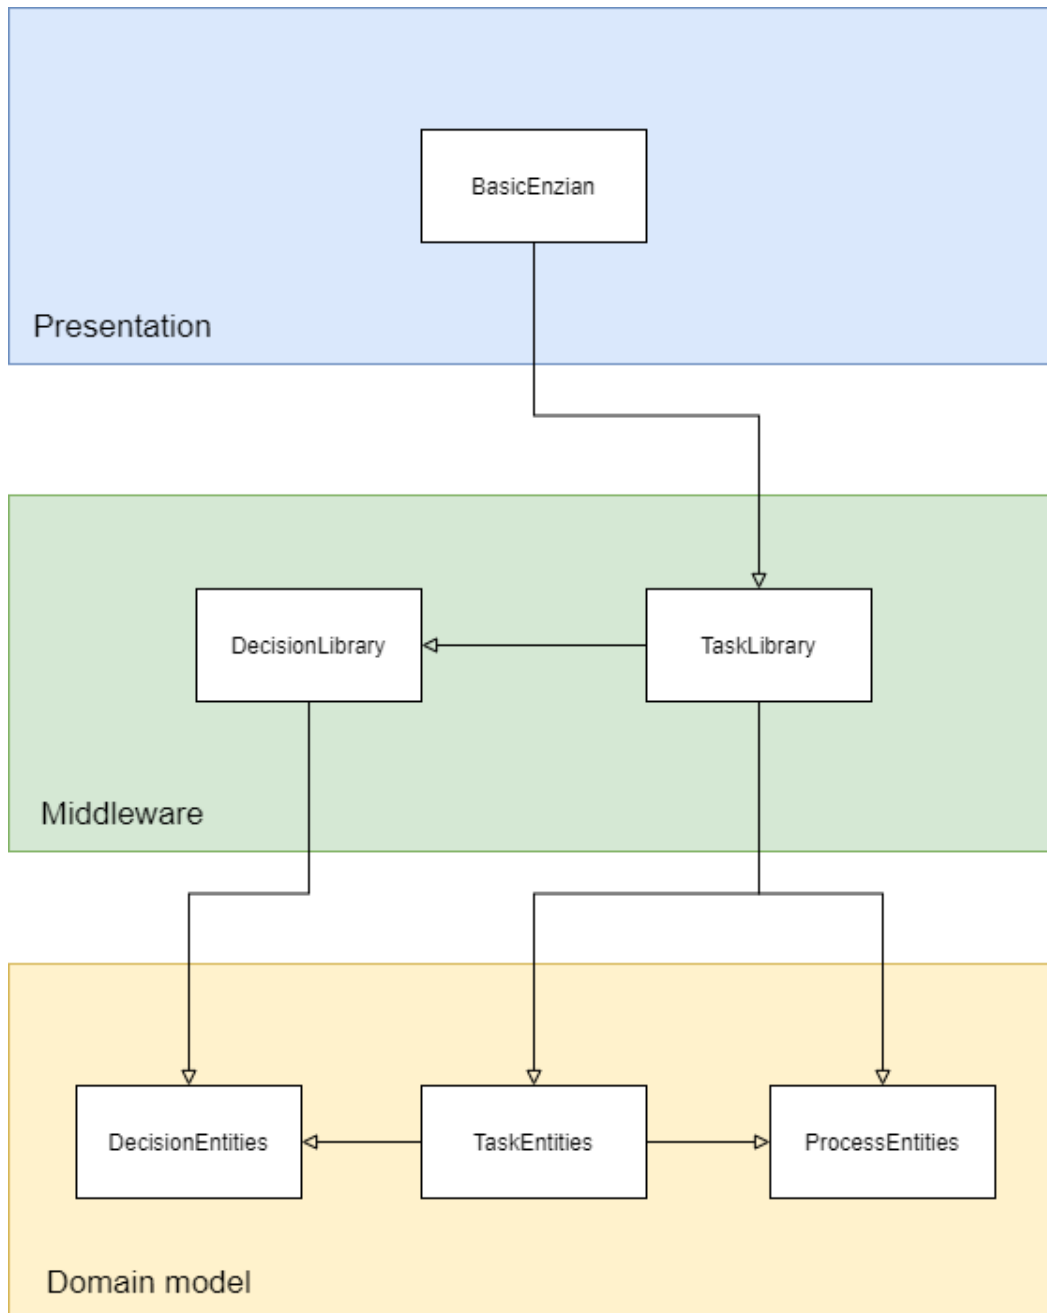 BasicEnzian
Presentation
DecisionLibrary
TaskLibrary
Middleware
DecisionEntities
TaskEntities
ProcessEntities
Domain model